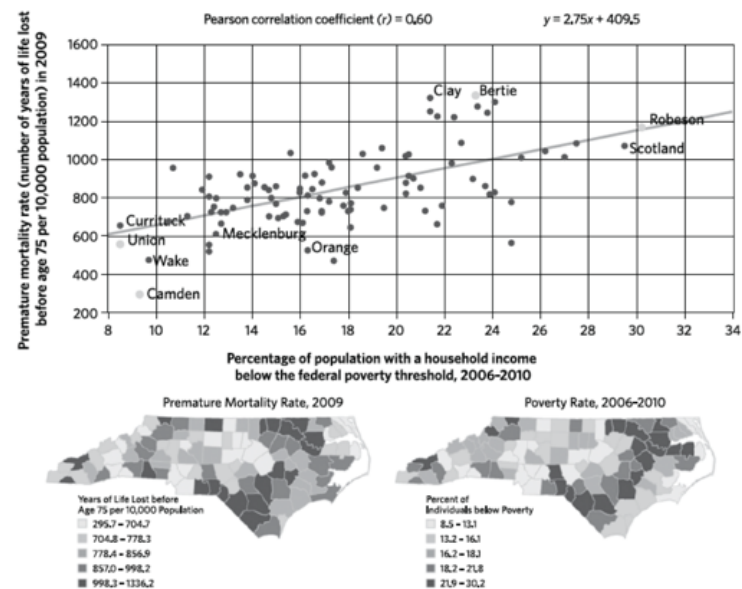 Pearson correlation coefficient (r) = 0.60
y = 2.75x + 409.5
Premature mortality rate (number of years of life lost
before age 75 per 10,000 population) in 2009
1600
1400
1200
1000
800
600
400
200
Clay
Bertie
Robeson
Scotland
Currituck
Union
Mecklenburg
Orange
Wake
Camden
8 10 12 14 16 18 20 22 24 26 28 30 32 34
Percentage of population with a household income
below the federal poverty threshold, 2006-2010
Premature Mortality Rate, 2009
Years of Life Lost before
Age 75 per 10,000 Population
295.7 - 704.7
704.8 - 778.3
778.4 - 856.9
857.0 - 998.2
998.3 - 1336.2
Poverty Rate, 2006-2010
Percent of
Individuals below Poverty
8.5 - 13.1
13.2 - 16.1
16.2 - 18.1
18.2 - 21.8
21.9 - 30.2